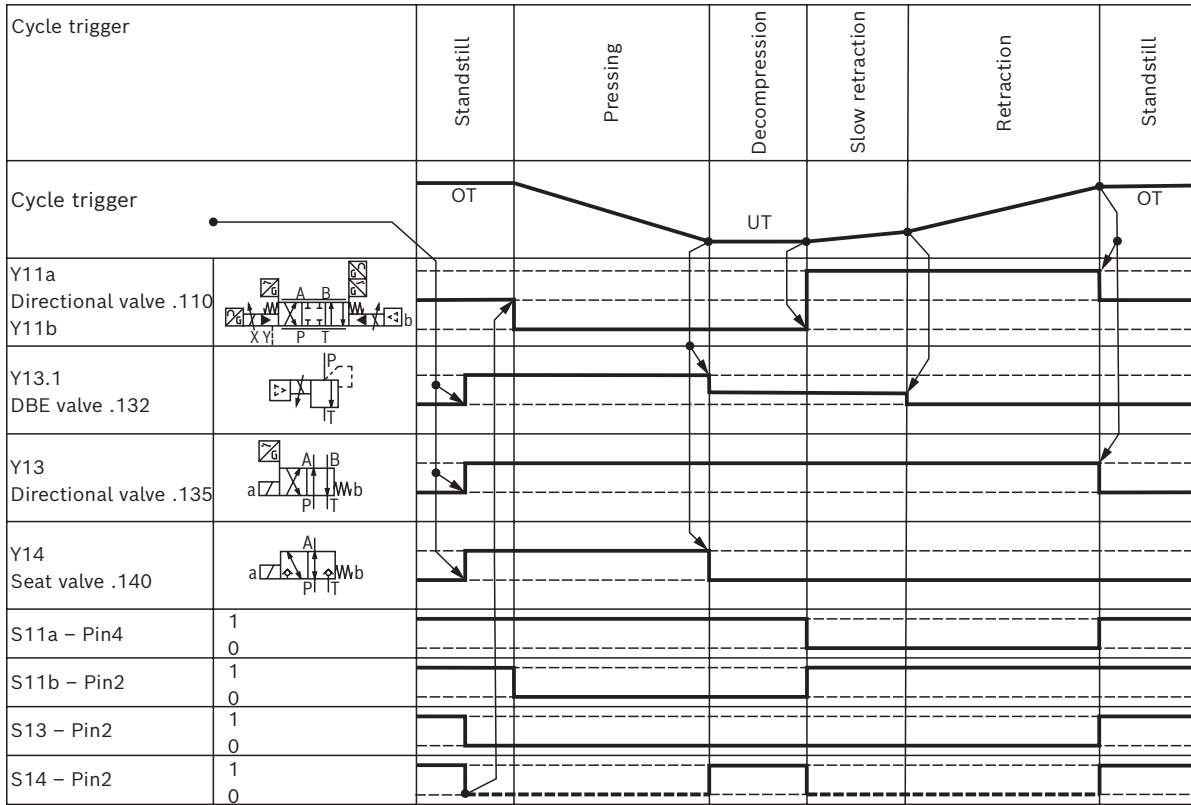 Cycle trigger
Standstill
Pressing
Decompression
Slow retraction
Retraction
Standstill
Cycle trigger
OT
UT
OT
Y11a
Directional valve .110
Y11b
A B
b
X Y
P T
Y13.1
DBE valve .132
P
T
Y13
Directional valve .135
G
A B
a
b
P T
Y14
Seat valve .140
A
a
b
P T
S11a – Pin4
1
0
S11b – Pin2
1
0
S13 – Pin2
1
0
S14 – Pin2
1
0